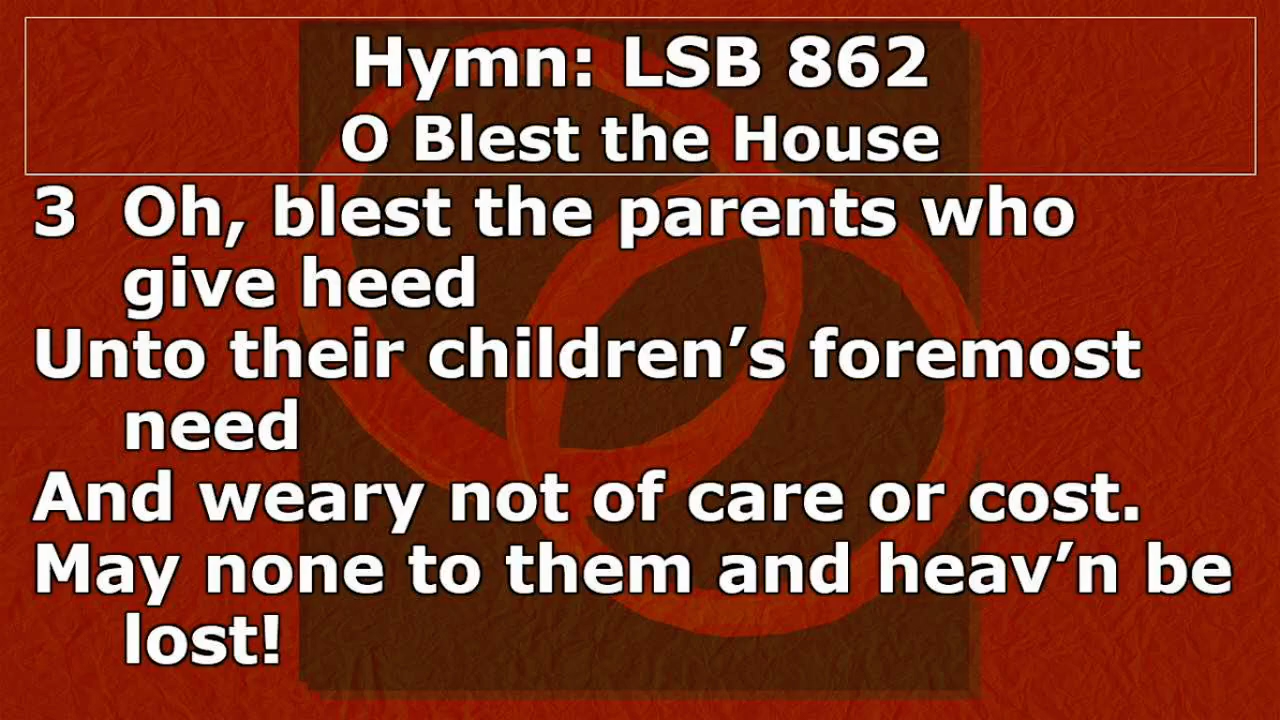 Hymn: LSB 862
O Blest the House
3 Oh, blest the parents who
give heed
Unto their children’s foremost
need
And weary not of care or cost.
May none to them and heav’n be
lost!